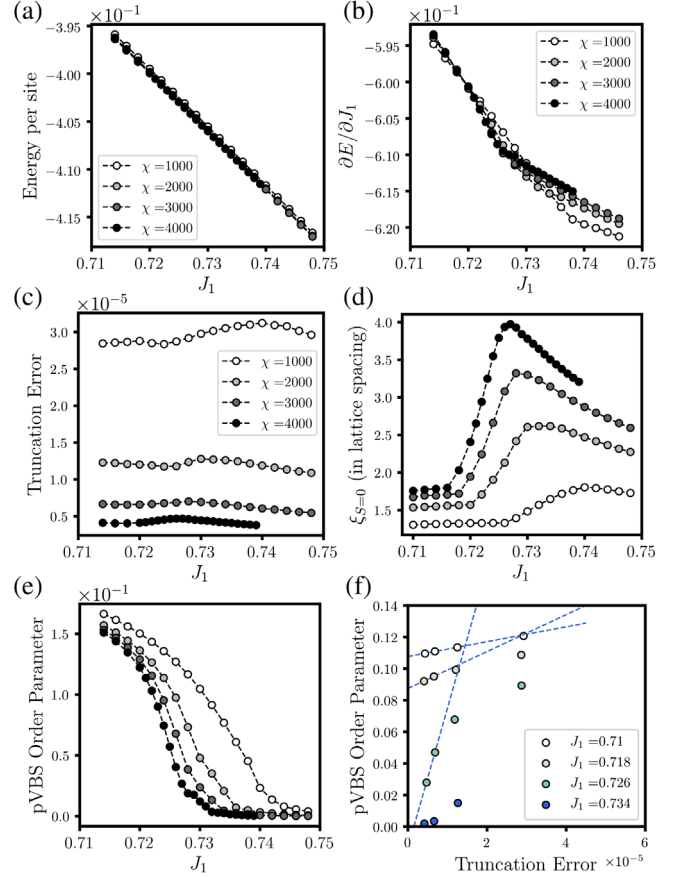 (a)
×10⁻¹
−3.95
−4.00
−4.05
−4.10
−4.15
Energy per site
χ =1000
χ =2000
χ =3000
χ =4000
0.71 0.72 0.73 0.74 0.75
J₁
(b)
×10⁻¹
−5.95
−6.00
−6.05
−6.10
−6.15
−6.20
∂E/∂J₁
χ =1000
χ =2000
χ =3000
χ =4000
0.71 0.72 0.73 0.74 0.75
J₁
(c)
×10⁻⁵
3.0
2.5
2.0
1.5
1.0
0.5
Truncation Error
χ =1000
χ =2000
χ =3000
χ =4000
0.71 0.72 0.73 0.74 0.75
J₁
(d)
4.0
3.5
3.0
2.5
2.0
1.5
ξ_{S=0} (in lattice spacing)
0.71 0.72 0.73 0.74 0.75
J₁
(e)
×10⁻¹
1.5
1.0
0.5
0.0
pVBS Order Parameter
0.71 0.72 0.73 0.74 0.75
J₁
(f)
0.14
0.12
0.10
0.08
0.06
0.04
0.02
0.00
pVBS Order Parameter
J₁ =0.71
J₁ =0.718
J₁ =0.726
J₁ =0.734
0 2 4 6
Truncation Error ×10⁻⁵